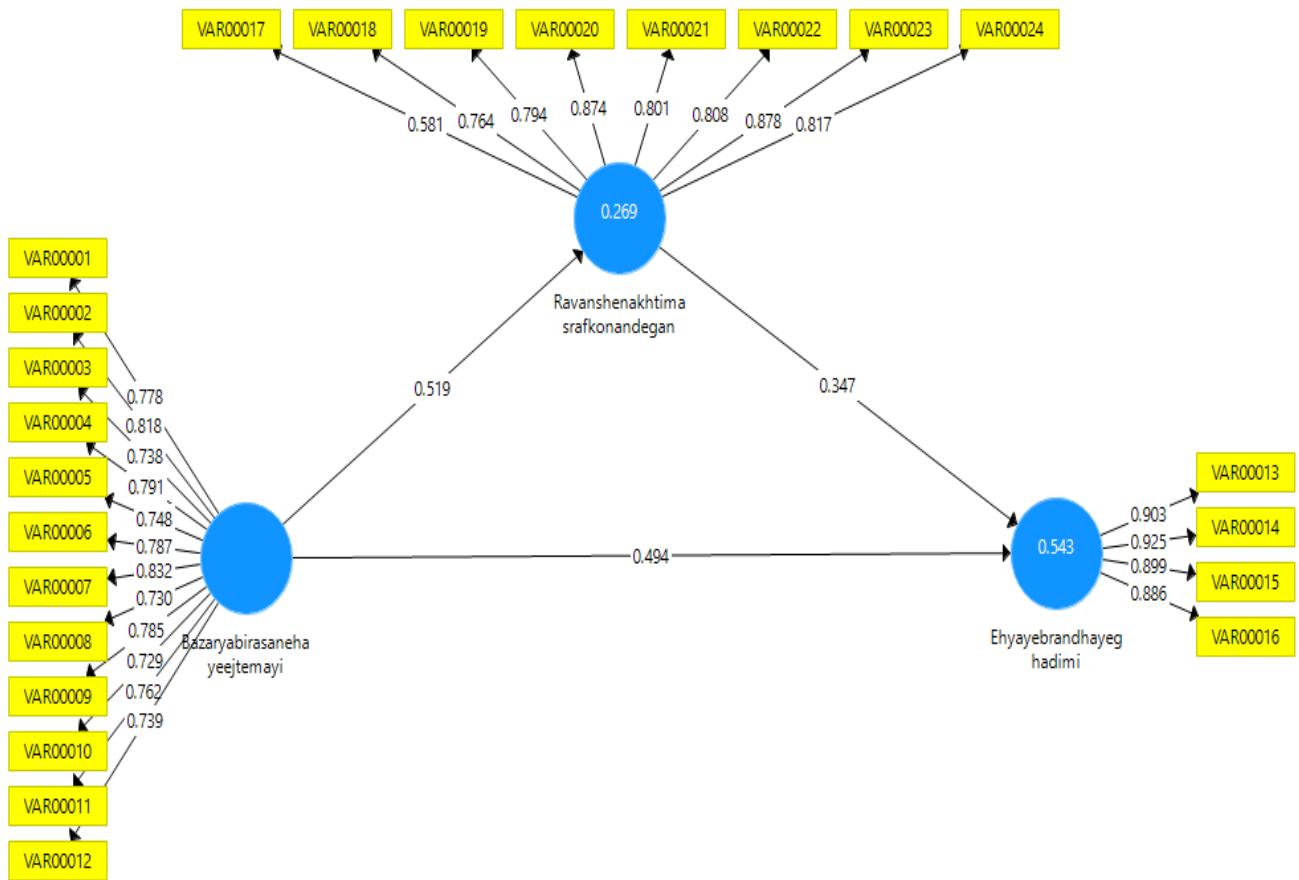 VAR00017 VAR00018 VAR00019 VAR00020 VAR00021 VAR00022 VAR00023 VAR00024
0.581 0.764 0.794 0.874 0.801 0.808 0.878 0.817
0.269
Ravanshenakhtima
srafkonandegan
VAR00001
VAR00002
VAR00003
VAR00004
VAR00005
VAR00006
VAR00007
VAR00008
VAR00009
VAR00010
VAR00011
VAR00012
0.778
0.818
0.738
0.791
0.748
0.787
0.832
0.730
0.785
0.729
0.762
0.739
Bazaryabirasaneha
yeejtemayi
0.519
0.347
0.494
0.543
Ehyayebrandhayeg
hadimi
0.903
0.925
0.899
0.886
VAR00013
VAR00014
VAR00015
VAR00016